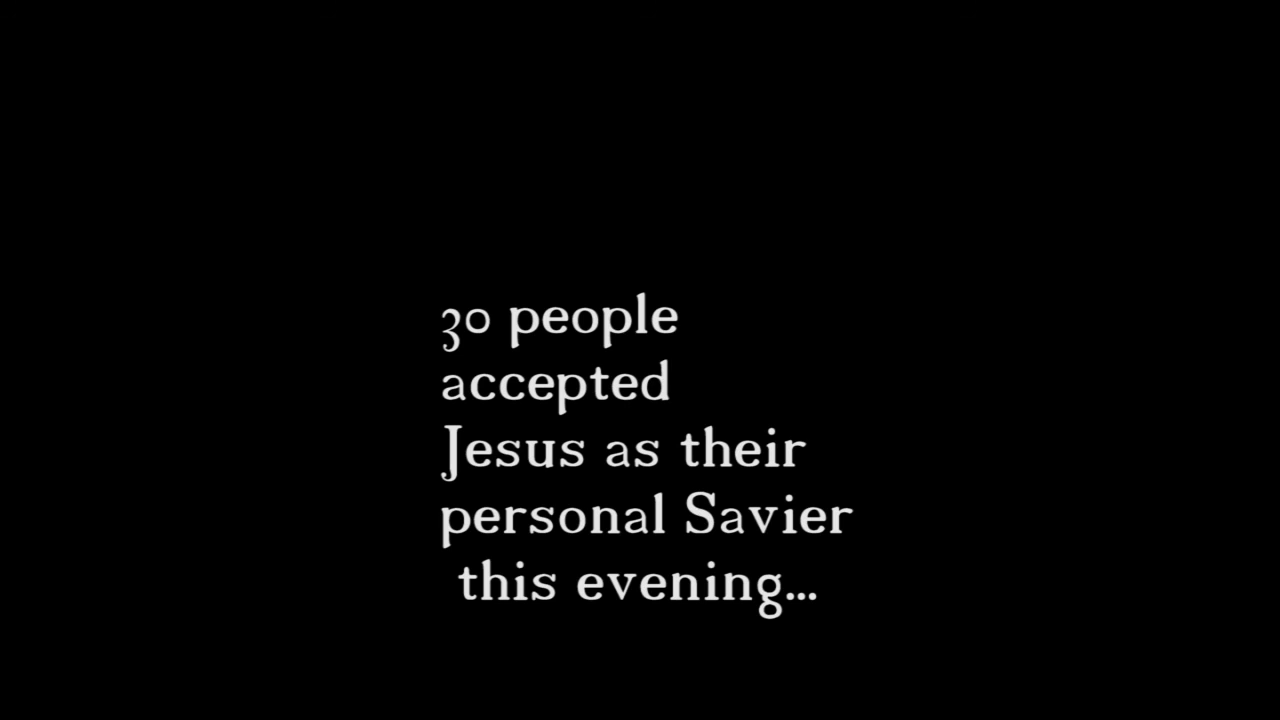 30 people
accepted
Jesus as their
personal Savier
this evening...